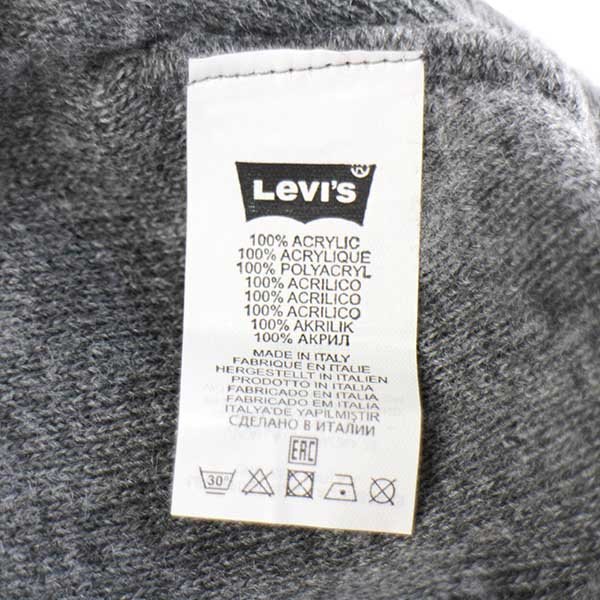 Levi's ®
100% ACRYLIC
100% ACRYLIQUE
100% POLYACRYL
100% ACRILICO
100% ACRILICO
100% ACRILICO
100% AKRILIK
100% АКРИЛ
MADE IN ITALY
FABRIQUE EN ITALIE
HERGESTELLT IN ITALIEN
PRODOTTO IN ITALIA
FABRICADO EN ITALIA
FABRICADO EM ITALIA
ITALYA'DE YAPILMIŞTIR
СДЕЛАНО В ИТАЛИИ
EAC
30°